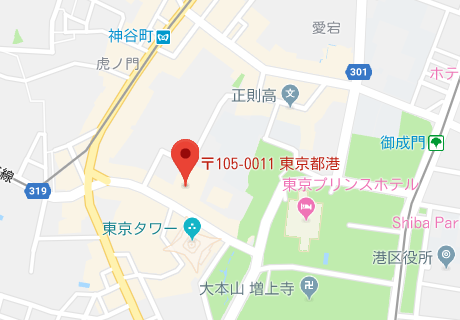 愛宕
神谷町
虎ノ門
301
ホテ
正則高
文
御成門
〒105-0011 東京都港
線
319
東京プリンスホテル
東京タワー
Shiba Par
港区役所
大本山 増上寺